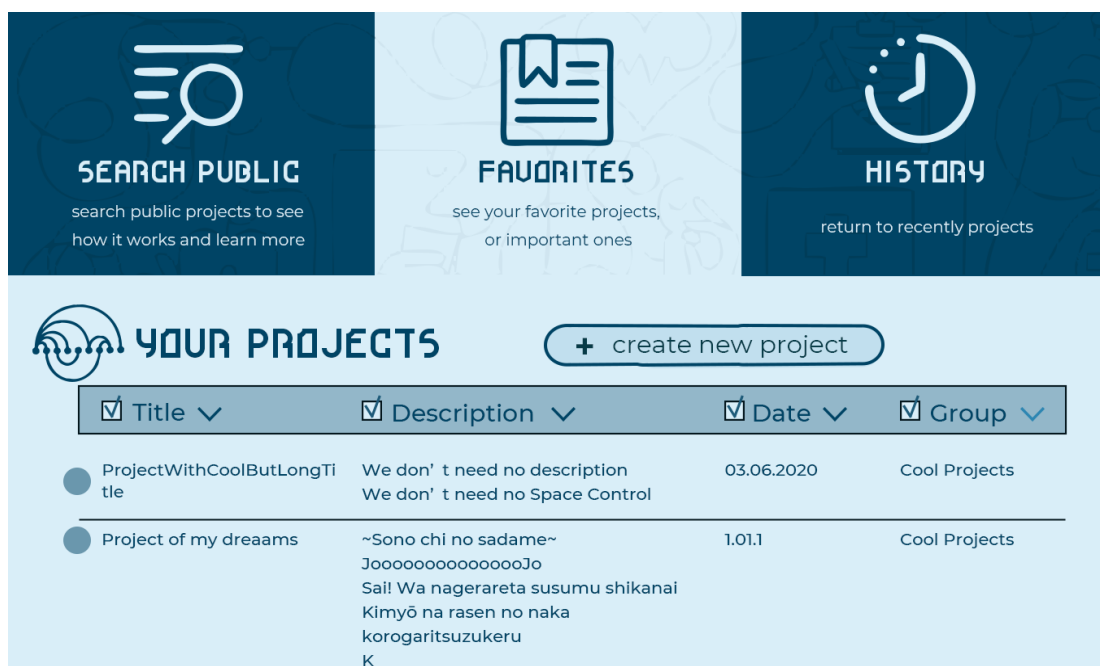 SEARCH PUBLIC
search public projects to see
how it works and learn more
FAVORITES
see your favorite projects,
or important ones
HISTORY
return to recently projects
YOUR PROJECTS
+ create new project
Title
Description
Date
Group
ProjectWithCoolButLongTi
tle
We don’ t need no description
We don’ t need no Space Control
03.06.2020
Cool Projects
Project of my dreaams
~Sono chi no sadame~
JooooooooooooooJo
Sai! Wa nagerareta susumu shikanai
Kimyō na rasen no naka
korogaritsuzukeru
K
1.01.1
Cool Projects